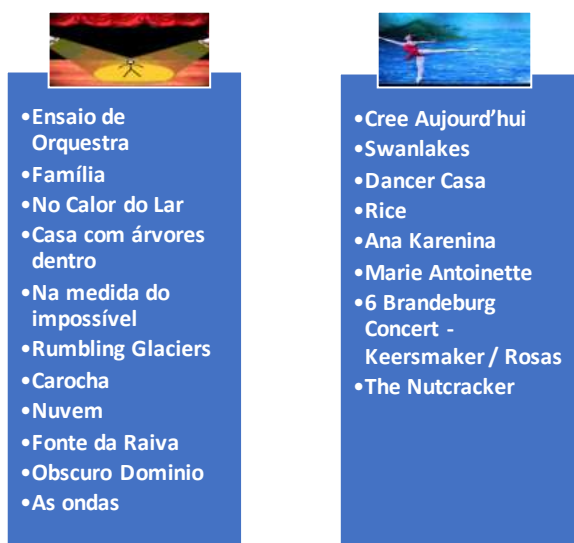 •Ensaio de
Orquestra
•Família
•No Calor do Lar
•Casa com árvores
dentro
•Na medida do
impossível
•Rumbling Glaciers
•Carocha
•Nuvem
•Fonte da Raiva
•Obscuro Dominio
•As ondas
•Cree Aujourd’hui
•Swanlakes
•Dancer Casa
•Rice
•Ana Karenina
•Marie Antoinette
•6 Brandeburg
Concert -
Keersmaker / Rosas
•The Nutcracker